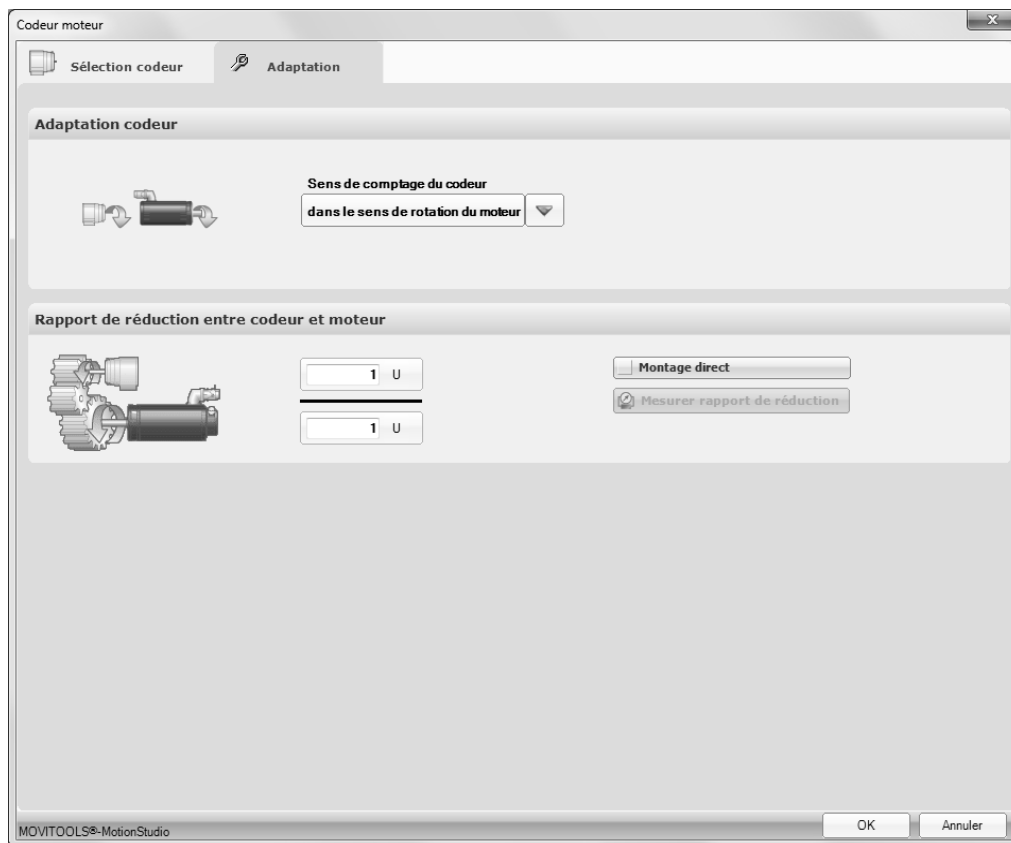 Codeur moteur
x
Sélection codeur
Adaptation
Adaptation codeur
Sens de comptage du codeur
dans le sens de rotation du moteur
Rapport de réduction entre codeur et moteur
1 U
Montage direct
Mesurer rapport de réduction
1 U
MOVITOOLS®-MotionStudio
OK
Annuler